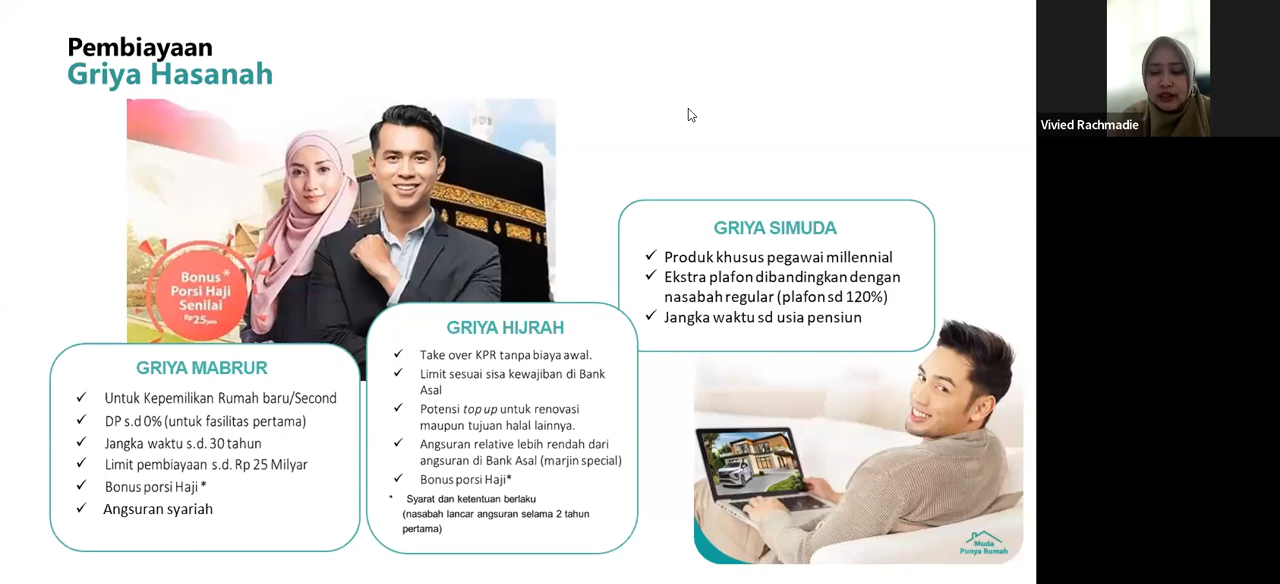 Pembiayaan
Griya Hasanah
Vivied Rachmadie
Bonus *
Porsi Haji
Senilai
Rp25 Juta
GRIYA MABRUR
✓ Untuk Kepemilikan Rumah baru/Second
✓ DP s.d 0% (untuk fasilitas pertama)
✓ Jangka waktu s.d. 30 tahun
✓ Limit pembiayaan s.d. Rp 25 Milyar
✓ Bonus porsi Haji *
✓ Angsuran syariah
GRIYA HIJRAH
✓ Take over KPR tanpa biaya awal.
✓ Limit sesuai sisa kewajiban di Bank
Asal
✓ Potensi top up untuk renovasi
maupun tujuan halal lainnya.
✓ Angsuran relative lebih rendah dari
angsuran di Bank Asal (marjin special)
✓ Bonus porsi Haji*
* Syarat dan ketentuan berlaku
(nasabah lancar angsuran selama 2 tahun
pertama)
GRIYA SIMUDA
✓ Produk khusus pegawai millennial
✓ Ekstra plafon dibandingkan dengan
nasabah regular (plafon sd 120%)
✓ Jangka waktu sd usia pensiun
Muda
Punya Rumah